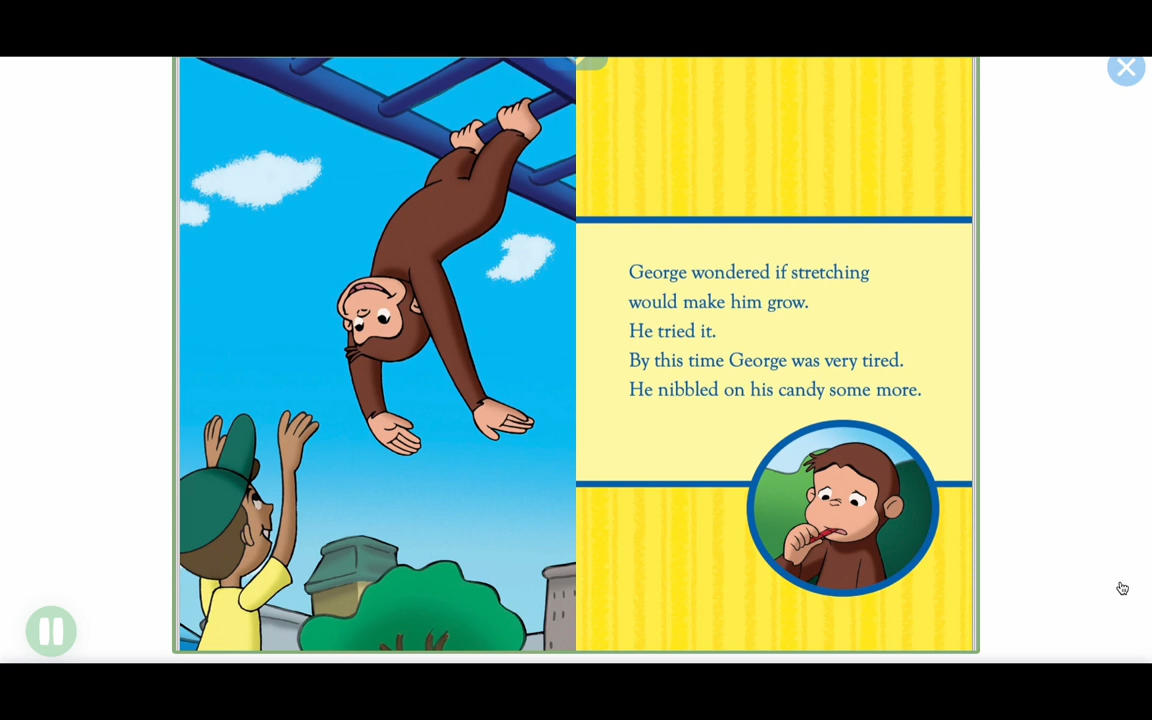 George wondered if stretching
would make him grow.
He tried it.
By this time George was very tired.
He nibbled on his candy some more.